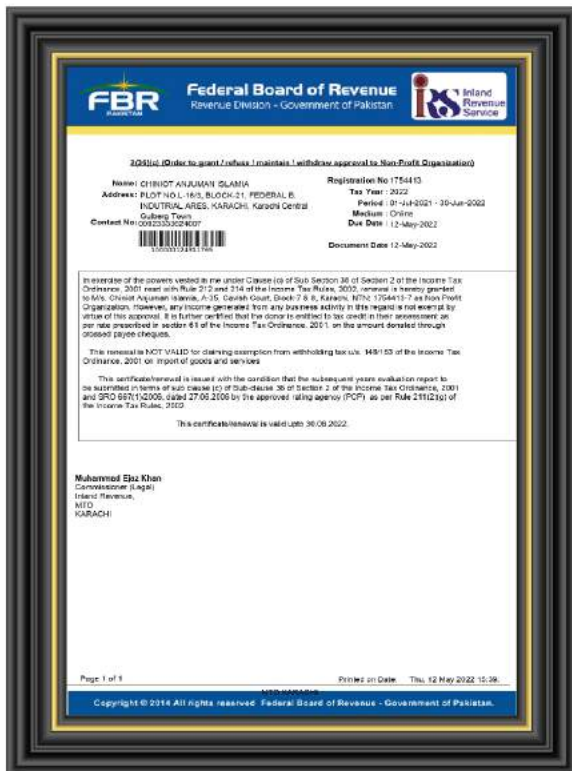 FBR
PAKISTAN
Federal Board of Revenue
Revenue Division - Government of Pakistan
IRS
Inland
Revenue
Service
2(36)(c) (Order to grant / refuse / maintain / withdraw approval to Non-Profit Organization)
Name: CHINIOT ANJUMAN ISLAMIA
Registration No 1754413
Address: PLOT NO.L-16/3, BLOCK-21, FEDERAL B.
Tax Year : 2022
INDUTRIAL ARES, KARACHI, Karachi Central
Period : 01-Jul-2021 - 30-Jun-2022
Gulberg Town
Medium : Online
Contact No: 00923333024007
Due Date : 12-May-2022
Document Date 12-May-2022
In exercise of the powers vested in me under Clause (c) of Sub Section 36 of Section 2 of the Income Tax
Ordinance, 2001 read with Rule 212 and 214 of the Income Tax Rules, 2002, renewal is hereby granted
to M/s. Chiniot Anjuman Islamia, A-35, Cavish Court, Block 7 & 8, Karachi, NTN: 1754413-7 as Non Profit
Organization. However, any income generated from any business activity in this regard is not exempt by
virtue of this approval. It is further certified that the donor is entitled to tax credit in their assessment as
per rate prescribed in section 61 of the Income Tax Ordinance, 2001, on the amount donated through
crossed payee cheques.
This renewal is NOT VALID for claiming exemption from withholding tax u/s. 148/153 of the Income Tax
Ordinance, 2001 on import of goods and services
This certificate/renewal is issued with the condition that the subsequent years evaluation report to
be submitted in terms of sub clause (c) of Sub-clause 36 of Section 2 of the Income Tax Ordinance, 2001
and SRO 667(1)/2006, dated 27.06.2006 by the approved rating agency (PCP) as per Rule 211(2)(g) of
the Income Tax Rules, 2002.
This certificate/renewal is valid upto 30.06.2022.
Muhammad Ejaz Khan
Commissioner (Legal)
Inland Revenue,
MTO
KARACHI
Page 1 of 1
Printed on Date: Thu, 12 May 2022 15:39.
MTO KARACHI
Copyright © 2014 All rights reserved Federal Board of Revenue - Government of Pakistan.